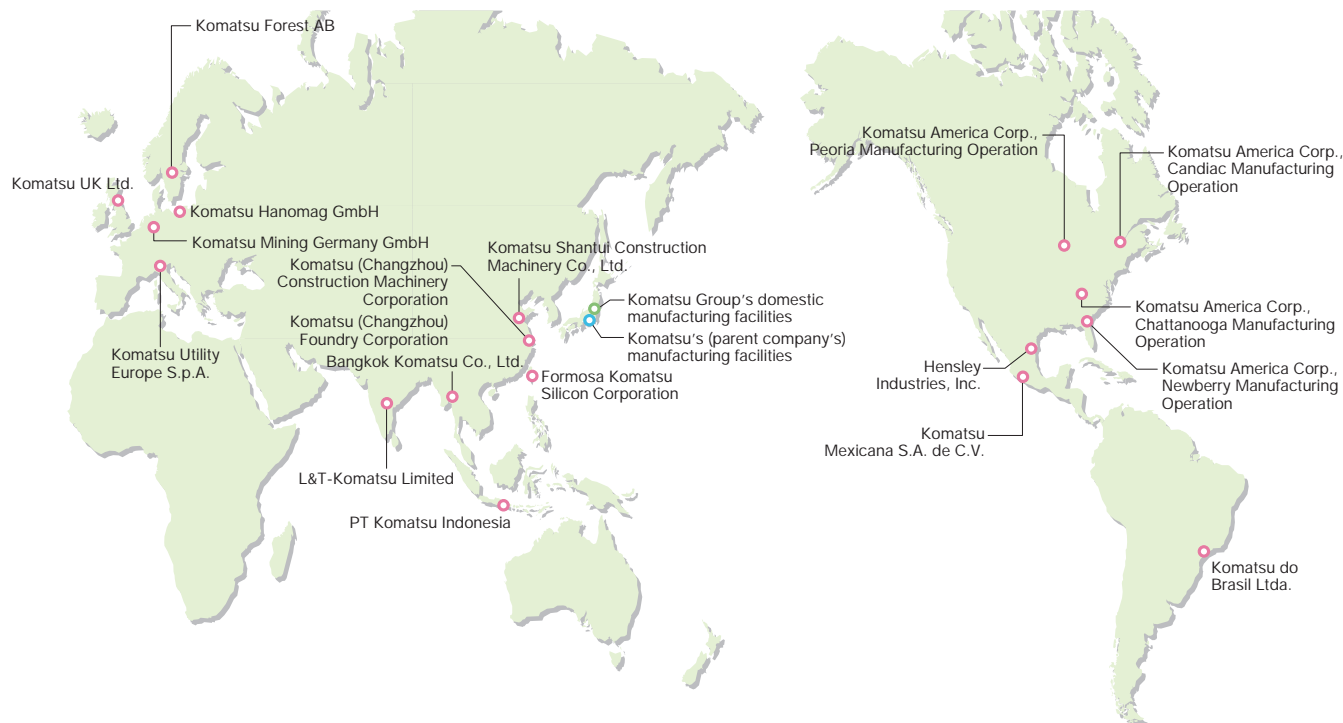 Komatsu Forest AB
Komatsu UK Ltd.
Komatsu Hanomag GmbH
Komatsu Mining Germany GmbH
Komatsu Utility
Europe S.p.A.
Komatsu (Changzhou)
Construction Machinery
Corporation
Komatsu (Changzhou)
Foundry Corporation
Bangkok Komatsu Co., Ltd.
Komatsu Shantui Construction
Machinery Co., Ltd.
Komatsu Group's domestic
manufacturing facilities
Komatsu's (parent company's)
manufacturing facilities
Formosa Komatsu
Silicon Corporation
L&T-Komatsu Limited
PT Komatsu Indonesia
Komatsu America Corp.,
Peoria Manufacturing Operation
Komatsu America Corp.,
Candiac Manufacturing
Operation
Komatsu America Corp.,
Chattanooga Manufacturing
Operation
Komatsu America Corp.,
Newberry Manufacturing
Operation
Hensley
Industries, Inc.
Komatsu
Mexicana S.A. de C.V.
Komatsu do
Brasil Ltda.